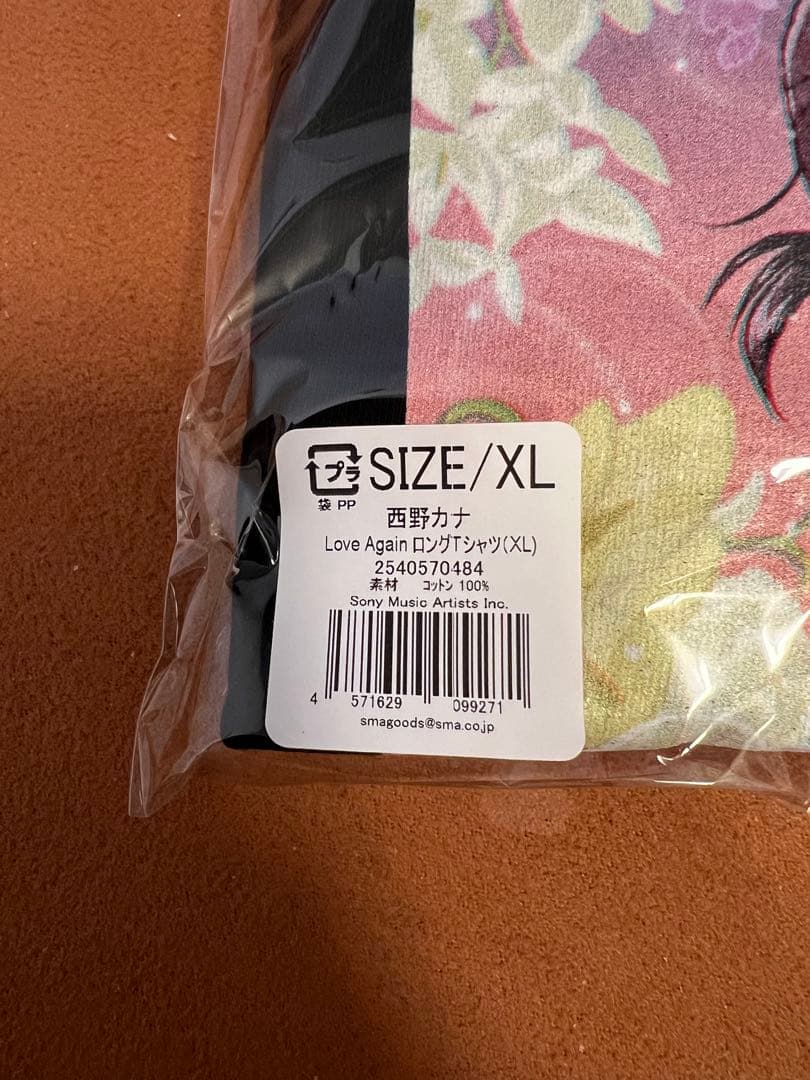 プラ SIZE/XL
袋 PP
西野カナ
Love Again ロングTシャツ(XL)
2540570484
素材 コットン 100%
Sony Music Artists Inc.
4 571629 099271
smagoods@sma.co.jp